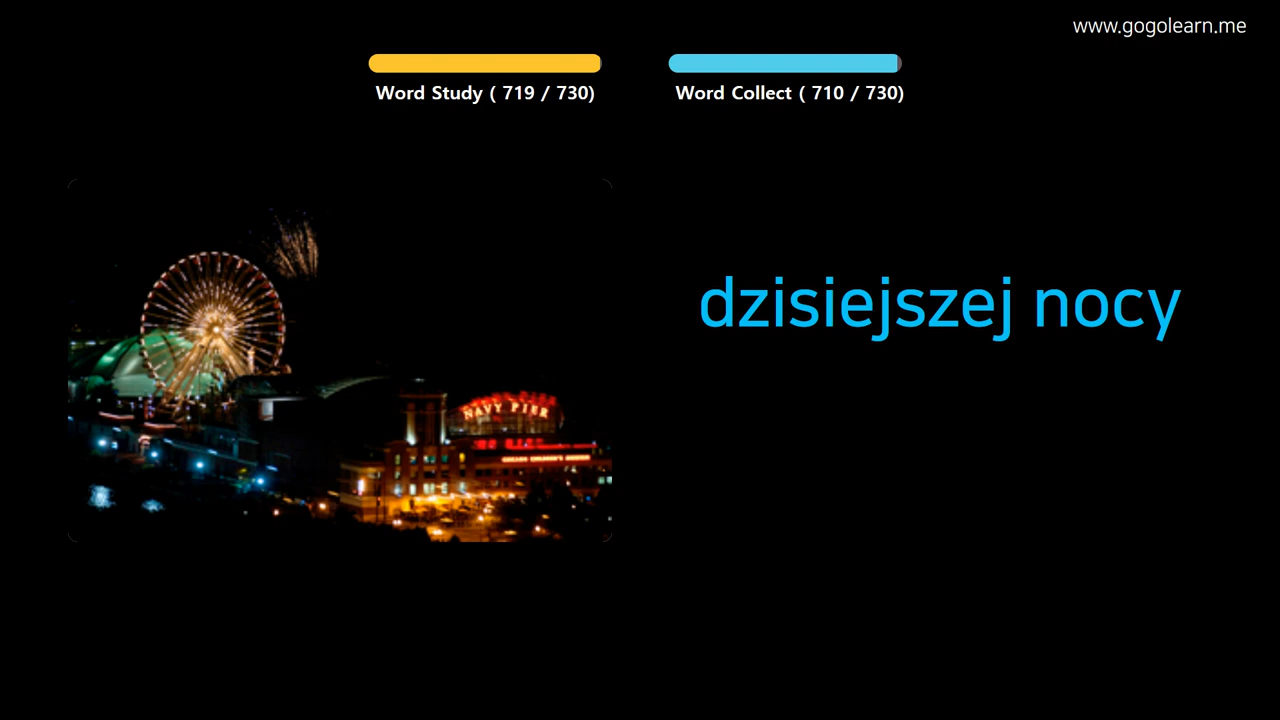 www.gogolearn.me
Word Study ( 719 / 730)
Word Collect ( 710 / 730)
dzisiejszej nocy
NAVY PIER